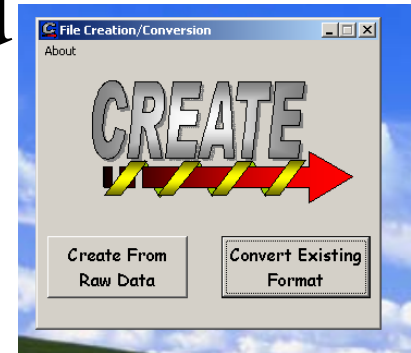 File Creation/Conversion
About
CREATE
Create From
Raw Data
Convert Existing
Format